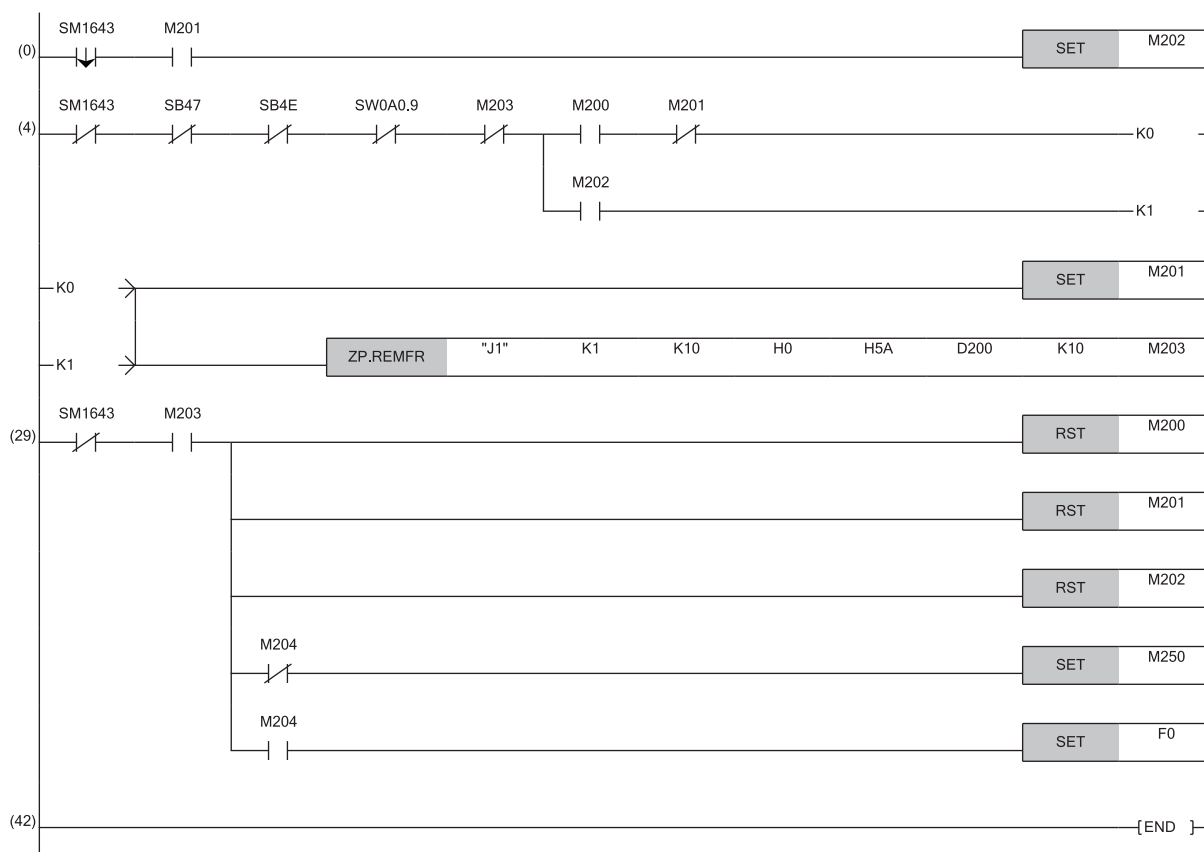 SM1643 M201
(0) SET M202
SM1643 SB47 SB4E SW0A0.9 M203 M200 M201
(4) K0
M202
K1
K0 SET M201
K1 ZP.REMFR "J1" K1 K10 H0 H5A D200 K10 M203
SM1643 M203
(29) RST M200
RST M201
RST M202
M204
SET M250
M204
SET F0
(42) [END ]